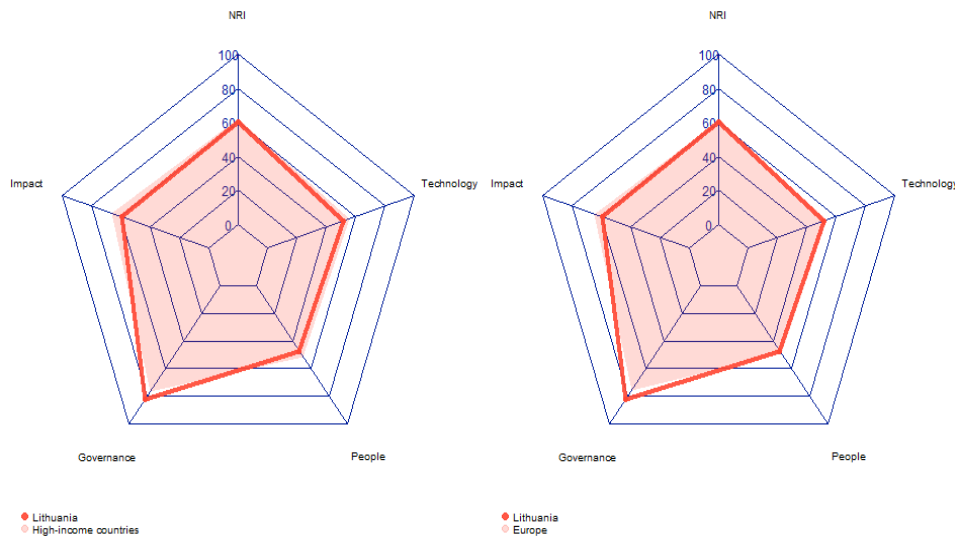 NRI
100
80
60
40
20
0
Impact
Technology
Governance
People
Lithuania
High-income countries
NRI
100
80
60
40
20
0
Impact
Technology
Governance
People
Lithuania
Europe